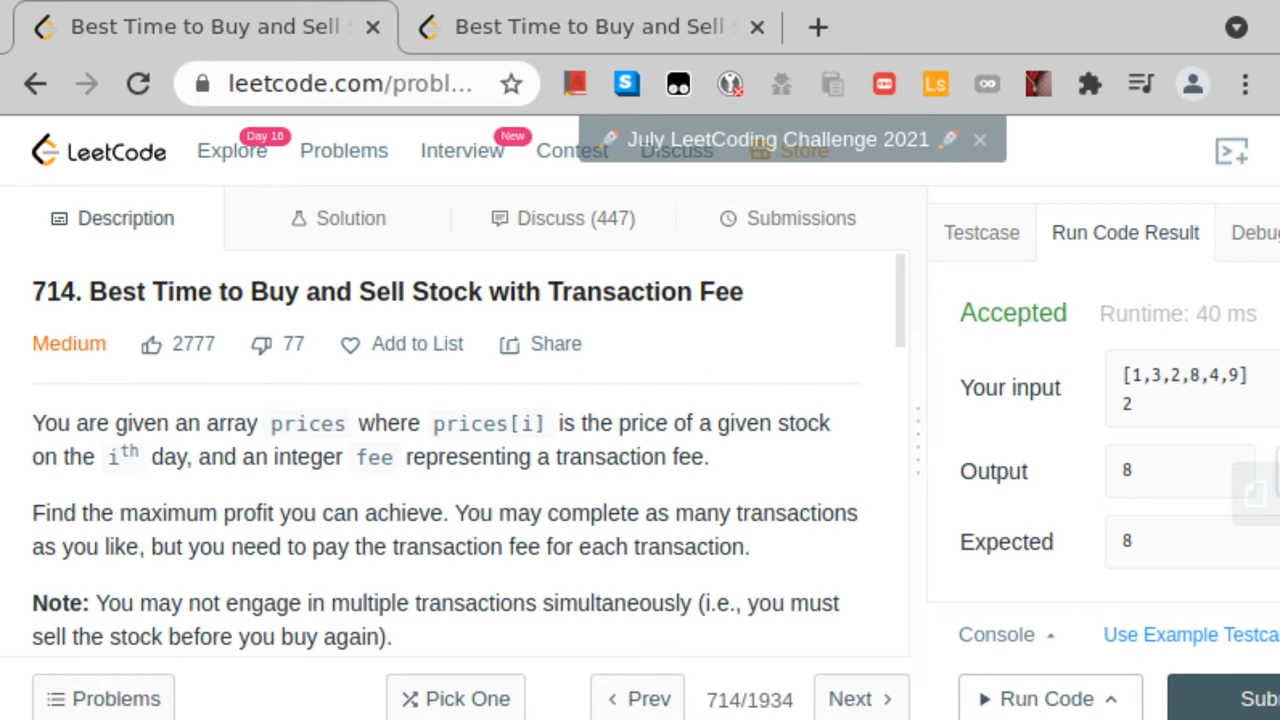 Best Time to Buy and Sell
Best Time to Buy and Sell
leetcode.com/probl...
Ls
July LeetCoding Challenge 2021
LeetCode
Explore
Day 16
Problems
Interview
New
Contest
Discuss
Store
Description
Solution
Discuss (447)
Submissions
Testcase
Run Code Result
714. Best Time to Buy and Sell Stock with Transaction Fee
Medium
2777
77
Add to List
Share
You are given an array prices where prices[i] is the price of a given stock
on the ith day, and an integer fee representing a transaction fee.
Find the maximum profit you can achieve. You may complete as many transactions
as you like, but you need to pay the transaction fee for each transaction.
Note: You may not engage in multiple transactions simultaneously (i.e., you must
sell the stock before you buy again).
Accepted
Runtime: 40 ms
Your input
[1,3,2,8,4,9]
2
Output
8
Expected
8
Console
Use Example Testca
Problems
Pick One
Prev
714/1934
Next
Run Code
Sub